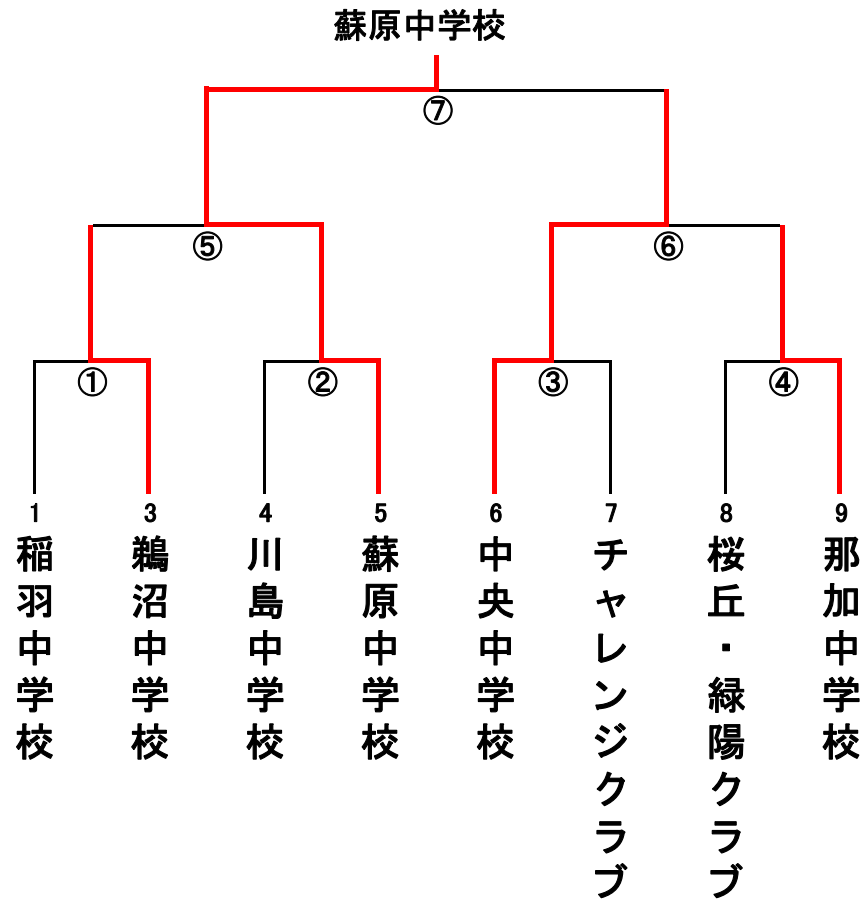 蘇原中学校
⑦
⑤
⑥
①
②
③
④
1
3
4
5
6
7
8
9
稲羽中学校
鵜沼中学校
川島中学校
蘇原中学校
中央中学校
チャレンジクラブ
桜丘・緑陽クラブ
那加中学校